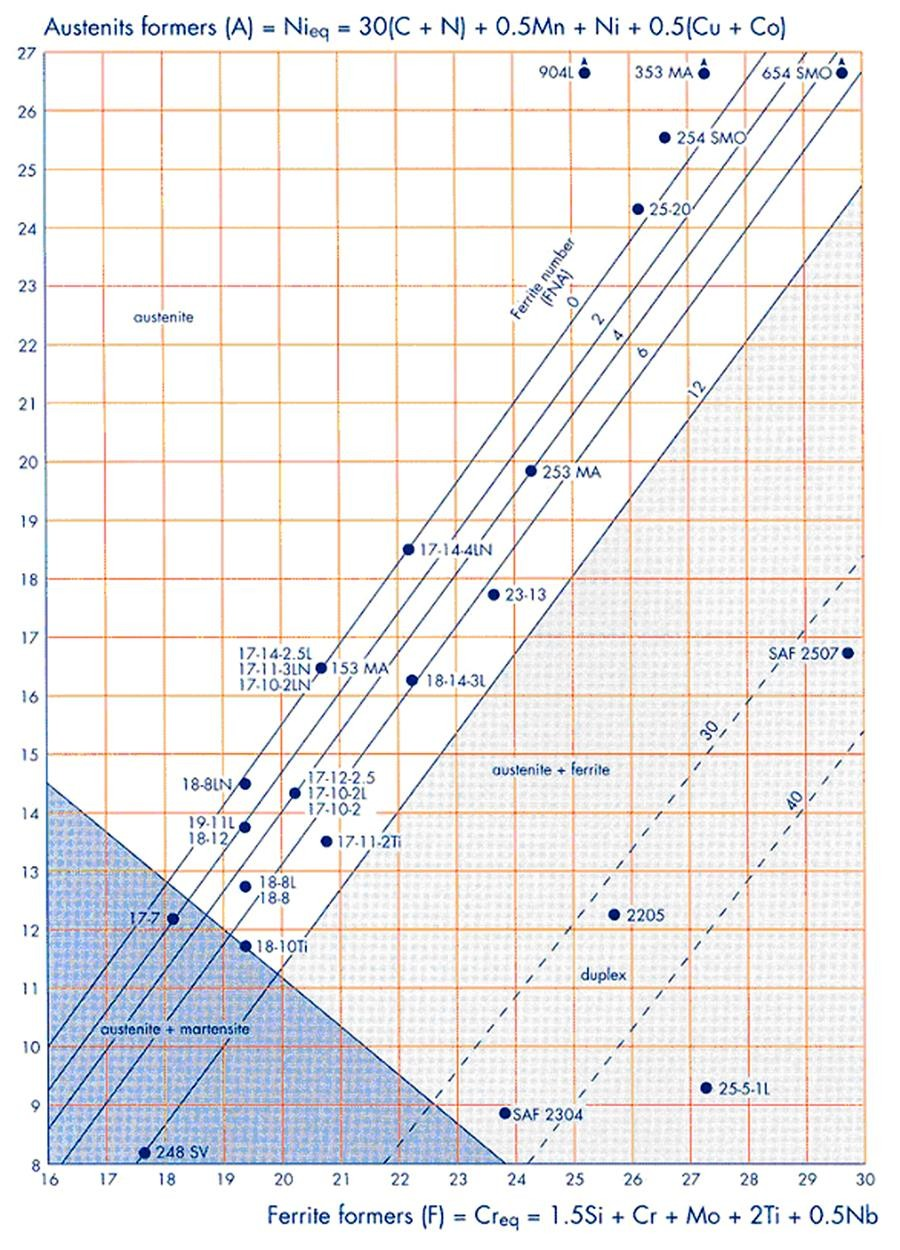 Austenits formers (A) = Nieq = 30(C + N) + 0.5Mn + Ni + 0.5(Cu + Co)
27
904L
353 MA
654 SMO
26
254 SMO
25
25-20
24
Ferrite number
(FNA)
23
0
austenite
2
22
4
6
12
21
20
253 MA
19
17-14-4LN
18
23-13
17
17-14-2.5L
17-11-3LN
17-10-2LN
153 MA
SAF 2507
18-14-3L
16
30
15
austenite + ferrite
18-8LN
17-12-2.5
17-10-2L
17-10-2
40
14
19-11L
18-12
17-11-2Ti
13
18-8L
18-8
17-7
2205
12
18-10Ti
duplex
11
austenite + martensite
10
25-5-1L
9
SAF 2304
248 SV
8
16 17 18 19 20 21 22 23 24 25 26 27 28 29 30
Ferrite formers (F) = Creq = 1.5Si + Cr + Mo + 2Ti + 0.5Nb